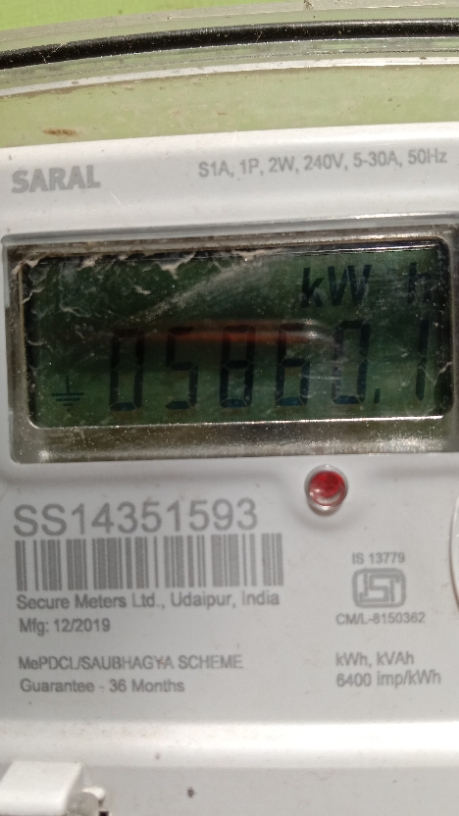 SARAL
S1A, 1P, 2W, 240V, 5-30A, 50Hz
kW h
05860.1
SS14351593
Secure Meters Ltd., Udaipur, India
Mfg: 12/2019
MePDCL/SAUBHAGYA SCHEME
Guarantee - 36 Months
IS 13779
CM/L-8150362
kWh, kVAh
6400 imp/kWh